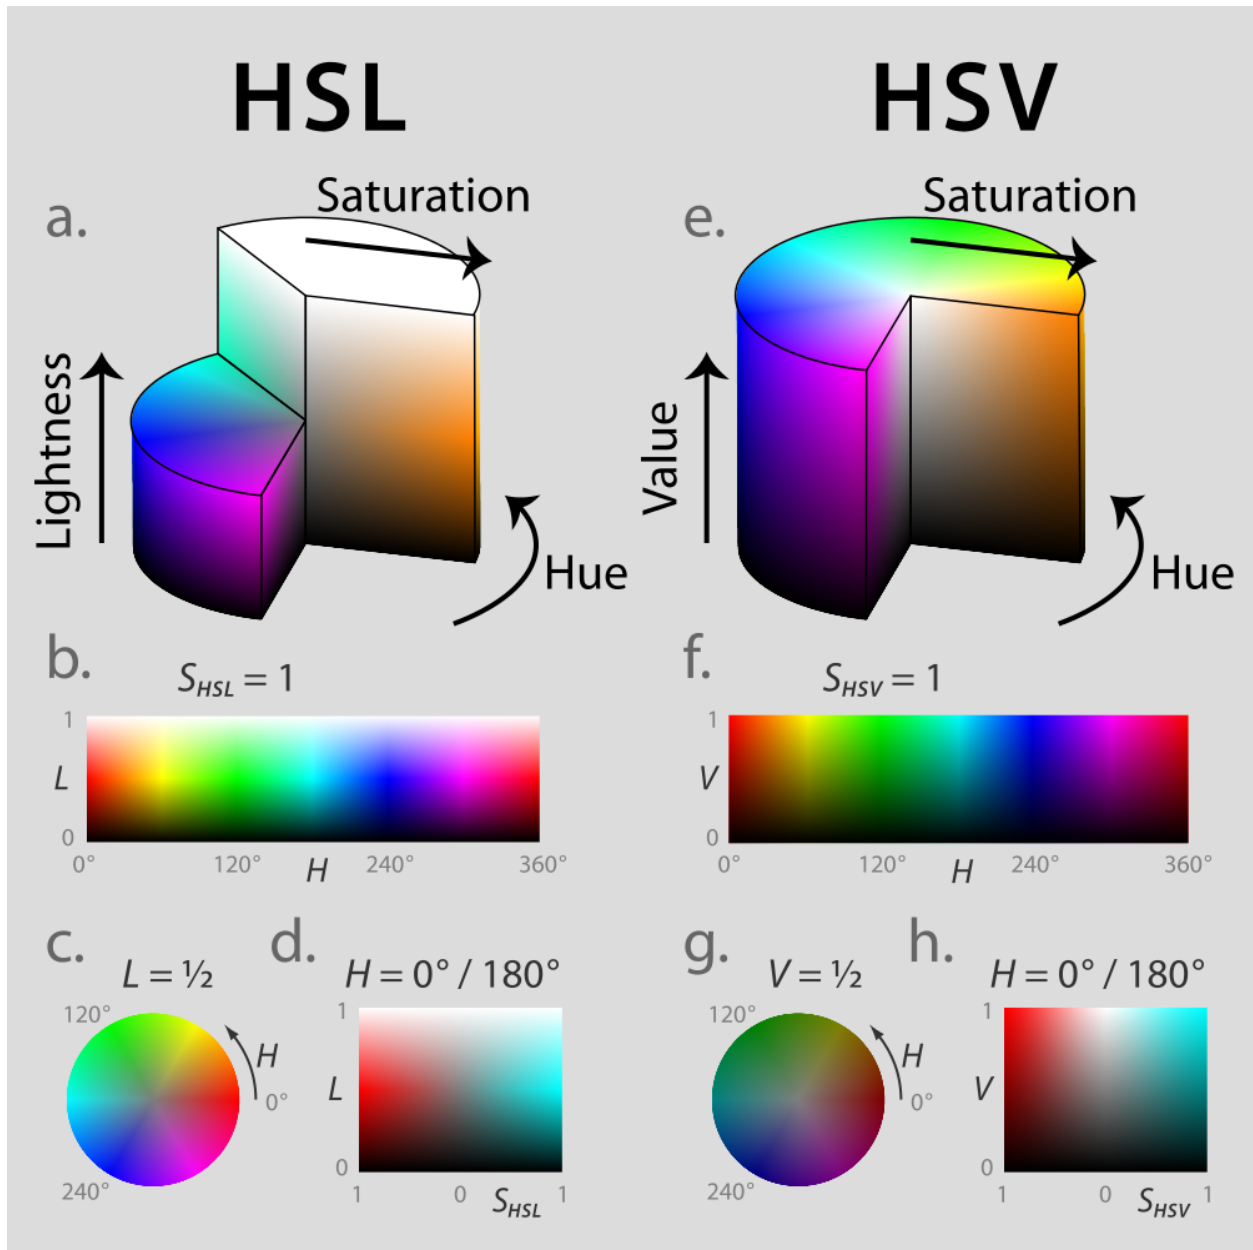 HSL
HSV
a.
Saturation
Lightness
Hue
e.
Saturation
Value
Hue
b.
S_HSL = 1
1
L
0
0°
120°
H
240°
360°
f.
S_HSV = 1
1
V
0
0°
120°
H
240°
360°
c.
L = ½
120°
H
0°
240°
d.
H = 0° / 180°
1
L
0
1
0
S_HSL
1
g.
V = ½
120°
H
0°
240°
h.
H = 0° / 180°
1
V
0
1
0
S_HSV
1